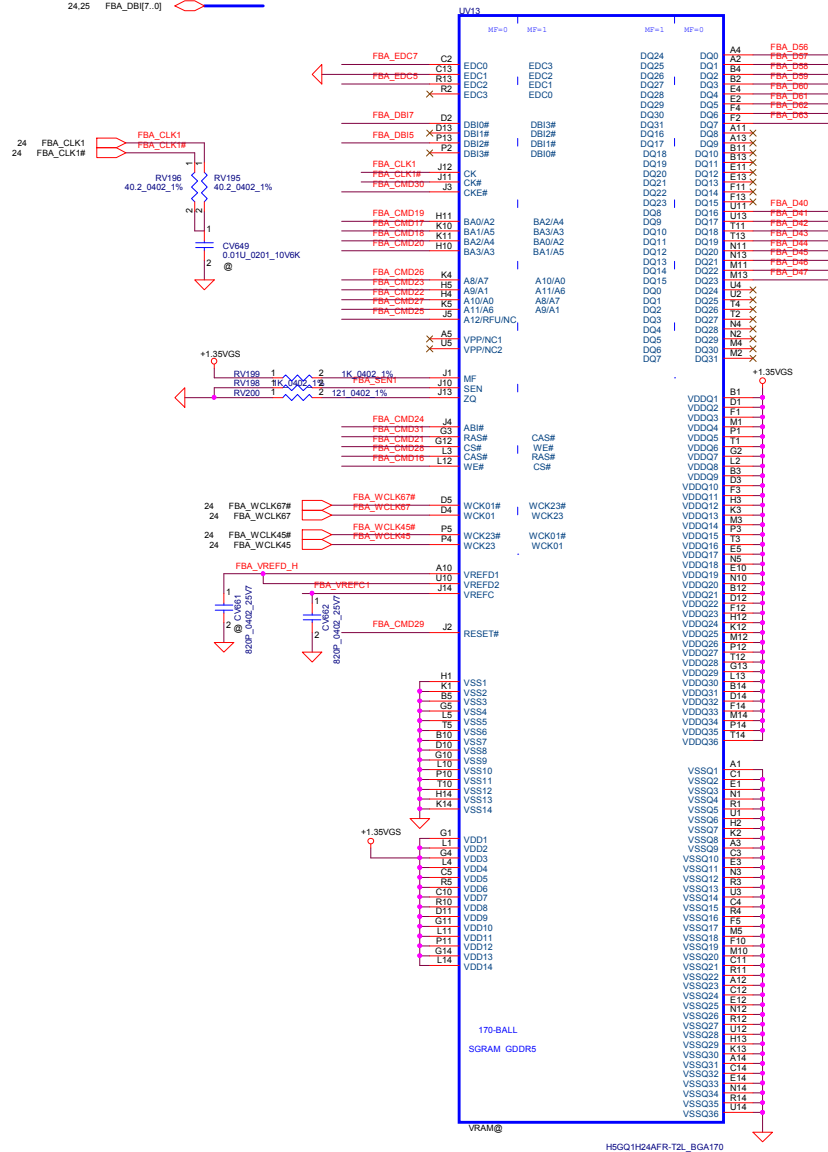 24,25 FBA_DBI[7..0]
UV13
MF=0 MF=1 MF=1 MF=0
FBA_EDC7 C2 EDC0 EDC3
C13 EDC1 EDC2
FBA_EDC5 R13 EDC2 EDC1
R2 EDC3 EDC0
FBA_DBI7 D2 DBI0# DBI3#
D13 DBI1# DBI2#
FBA_DBI5 P13 DBI2# DBI1#
P2 DBI3# DBI0#
24 FBA_CLK1 FBA_CLK1
24 FBA_CLK1# FBA_CLK1#
1 1
RV196 RV195
40.2_0402_1% 40.2_0402_1%
2 2
1
CV649
0.01U_0201_10V6K
2 @
FBA_CLK1 J12 CK
FBA_CLK1# J11 CK#
FBA_CMD30 J3 CKE#
FBA_CMD19 H11 BA0/A2 BA2/A4
FBA_CMD17 K10 BA1/A5 BA3/A3
FBA_CMD18 K11 BA2/A4 BA0/A2
FBA_CMD20 H10 BA3/A3 BA1/A5
FBA_CMD26 K4 A8/A7 A10/A0
FBA_CMD23 H5 A9/A1 A11/A6
FBA_CMD22 H4 A10/A0 A8/A7
FBA_CMD27 K5 A11/A6 A9/A1
FBA_CMD25 J5 A12/RFU/NC
A5 VPP/NC1
U5 VPP/NC2
+1.35VGS
RV199 1 2 1K_0402_1% J1 MF
RV198 1 1K_0402_1% 2 FBA_SEN1 J10 SEN
RV200 1 2 121_0402_1% J13 ZQ
FBA_CMD24 J4 ABI#
FBA_CMD31 G3 RAS# CAS#
FBA_CMD21 G12 CS# WE#
FBA_CMD28 L3 CAS# RAS#
FBA_CMD16 L12 WE# CS#
24 FBA_WCLK67# FBA_WCLK67# D5 WCK01# WCK23#
24 FBA_WCLK67 FBA_WCLK67 D4 WCK01 WCK23
24 FBA_WCLK45# FBA_WCLK45# P5 WCK23# WCK01#
24 FBA_WCLK45 FBA_WCLK45 P4 WCK23 WCK01
FBA_VREFD_H A10 VREFD1
U10 VREFD2
FBA_VREFC1 J14 VREFC
1 2 @ CV661
820P_0402_25V7
1 2 CV662
820P_0402_25V7
FBA_CMD29 J2 RESET#
H1 VSS1
K1 VSS2
B5 VSS3
G5 VSS4
L5 VSS5
T5 VSS6
B10 VSS7
D10 VSS8
G10 VSS9
L10 VSS10
P10 VSS11
T10 VSS12
H14 VSS13
K14 VSS14
+1.35VGS
G1 VDD1
L1 VDD2
G4 VDD3
L4 VDD4
C5 VDD5
R5 VDD6
C10 VDD7
R10 VDD8
D11 VDD9
G11 VDD10
L11 VDD11
P11 VDD12
G14 VDD13
L14 VDD14
DQ24 DQ0 A4 FBA_D56
DQ25 DQ1 A2 FBA_D57
DQ26 DQ2 B4 FBA_D58
DQ27 DQ3 B2 FBA_D59
DQ28 DQ4 E4 FBA_D60
DQ29 DQ5 E2 FBA_D61
DQ30 DQ6 F4 FBA_D62
DQ31 DQ7 F2 FBA_D63
DQ16 DQ8 A11
DQ17 DQ9 A13
DQ18 DQ10 B11
DQ19 DQ11 B13
DQ20 DQ12 E11
DQ21 DQ13 E13
DQ22 DQ14 F11
DQ23 DQ15 F13
DQ8 DQ16 U11 FBA_D40
DQ9 DQ17 U13 FBA_D41
DQ10 DQ18 T11 FBA_D42
DQ11 DQ19 T13 FBA_D43
DQ12 DQ20 N11 FBA_D44
DQ13 DQ21 N13 FBA_D45
DQ14 DQ22 M11 FBA_D46
DQ15 DQ23 M13 FBA_D47
DQ0 DQ24 U4
DQ1 DQ25 U2
DQ2 DQ26 T4
DQ3 DQ27 T2
DQ4 DQ28 N4
DQ5 DQ29 N2
DQ6 DQ30 M4
DQ7 DQ31 M2
+1.35VGS
VDDQ1 B1
VDDQ2 D1
VDDQ3 F1
VDDQ4 M1
VDDQ5 P1
VDDQ6 T1
VDDQ7 G2
VDDQ8 L2
VDDQ9 B3
VDDQ10 D3
VDDQ11 F3
VDDQ12 H3
VDDQ13 K3
VDDQ14 M3
VDDQ15 P3
VDDQ16 T3
VDDQ17 E5
VDDQ18 N5
VDDQ19 E10
VDDQ20 N10
VDDQ21 B12
VDDQ22 D12
VDDQ23 F12
VDDQ24 H12
VDDQ25 K12
VDDQ26 M12
VDDQ27 P12
VDDQ28 T12
VDDQ29 G13
VDDQ30 L13
VDDQ31 B14
VDDQ32 D14
VDDQ33 F14
VDDQ34 M14
VDDQ35 P14
VDDQ36 T14
VSSQ1 A1
VSSQ2 C1
VSSQ3 E1
VSSQ4 N1
VSSQ5 R1
VSSQ6 U1
VSSQ7 H2
VSSQ8 K2
VSSQ9 A3
VSSQ10 C3
VSSQ11 E3
VSSQ12 N3
VSSQ13 R3
VSSQ14 U3
VSSQ15 C4
VSSQ16 R4
VSSQ17 F5
VSSQ18 M5
VSSQ19 F10
VSSQ20 M10
VSSQ21 C11
VSSQ22 R11
VSSQ23 A12
VSSQ24 C12
VSSQ25 E12
VSSQ26 N12
VSSQ27 R12
VSSQ28 U12
VSSQ29 H13
VSSQ30 K13
VSSQ31 A14
VSSQ32 C14
VSSQ33 E14
VSSQ34 N14
VSSQ35 R14
VSSQ36 U14
170-BALL
SGRAM GDDR5
VRAM@
H5GQ1H24AFR-T2L_BGA170